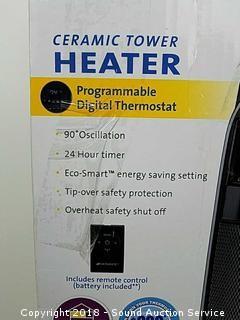 CERAMIC TOWER
HEATER
Programmable
Digital Thermostat
• 90° Oscillation
• 24 Hour timer
• Eco-Smart™ energy saving setting
• Tip-over safety protection
• Overheat safety shut off
Includes remote control
(battery included**)
Copyright 2018 - Sound Auction Service